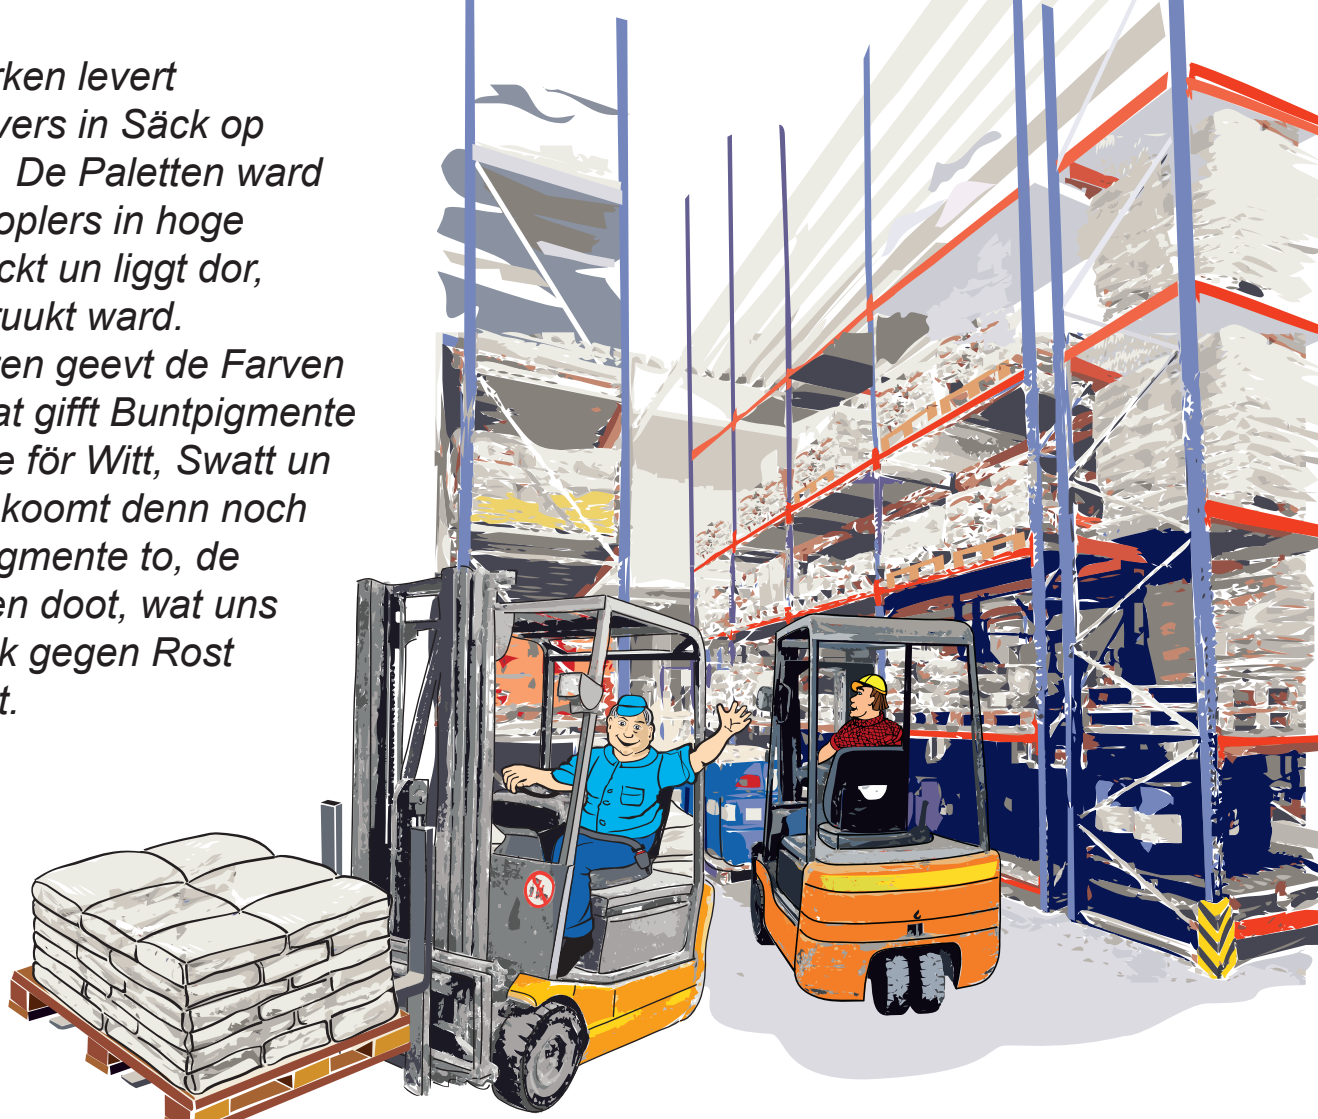 rken levert
vers in Säck op
De Paletten ward
oplers in hoge
ckt un liggt dor,
ruukt ward.
en geevt de Farven
at gifft Buntpigmente
e för Witt, Swatt un
koomt denn noch
gmente to, de
en doot, wat uns
k gegen Rost
t.